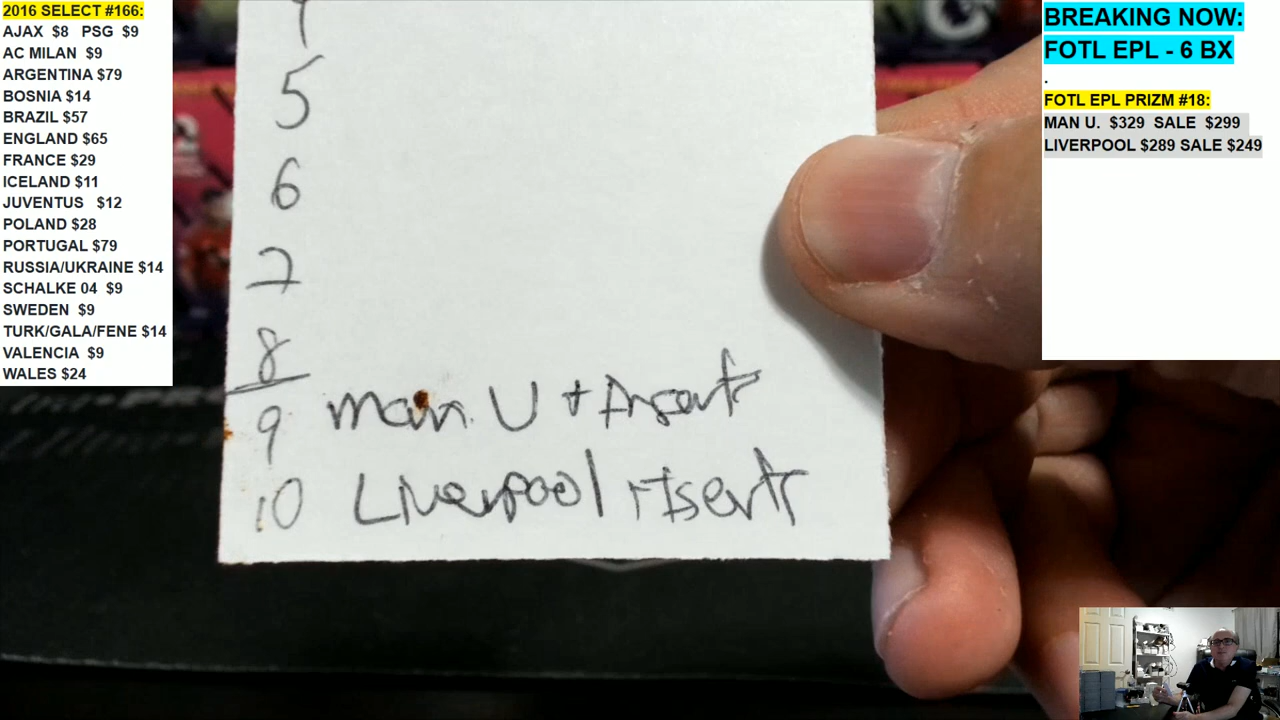 2016 SELECT #166:
AJAX $8 PSG $9
AC MILAN $9
ARGENTINA $79
BOSNIA $14
BRAZIL $57
ENGLAND $65
FRANCE $29
ICELAND $11
JUVENTUS $12
POLAND $28
PORTUGAL $79
RUSSIA/UKRAINE $14
SCHALKE 04 $9
SWEDEN $9
TURK/GALA/FENE $14
VALENCIA $9
WALES $24
5
6
7
8
9 Man U + Insert
10 Liverpool + Insert
BREAKING NOW:
FOTL EPL - 6 BX
.
FOTL EPL PRIZM #18:
MAN U. $329 SALE $299
LIVERPOOL $289 SALE $249